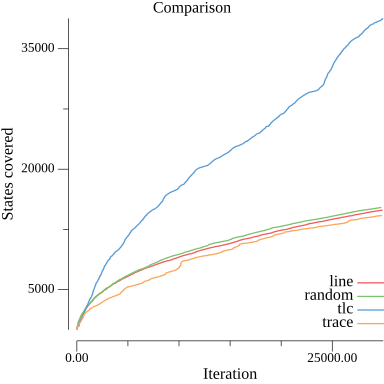 Comparison
States covered
35000
20000
5000
line
random
tlc
trace
0.00
25000.00
Iteration